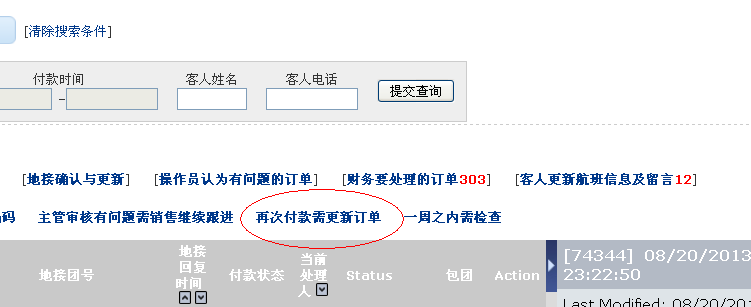 [清除搜索条件]
付款时间 客人姓名 客人电话
– 提交查询
[地接确认与更新] [操作员认为有问题的订单] [财务要处理的订单303] [客人更新航班信息及留言12]
码 主管审核有问题需销售继续跟进 再次付款需更新订单 一周之内需检查
地接团号 地接回复时间 付款状态 当前处理人 Status 包团 Action
[74344] 08/20/2013
23:22:50
Last Modified: 08/20/20